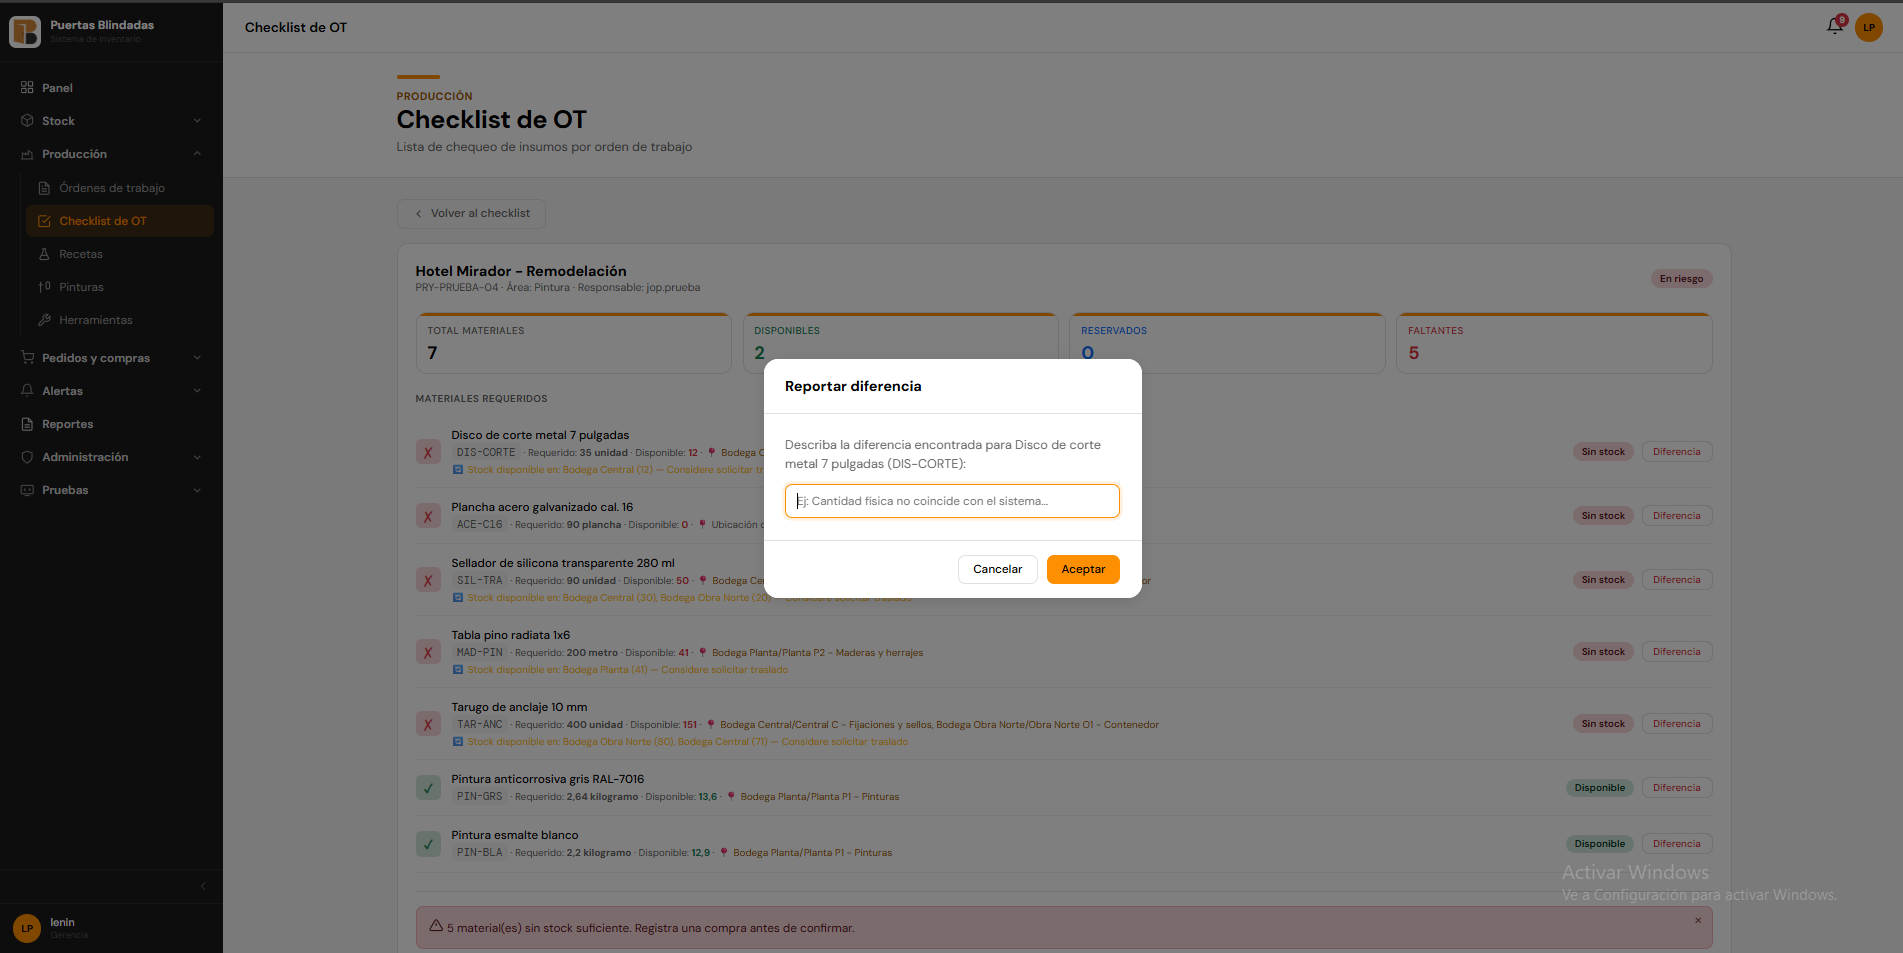 Puertas Blindadas
Sistema de Inventario
Checklist de OT
9
LP
Panel
Stock
Producción
Órdenes de trabajo
Checklist de OT
Recetas
Pinturas
Herramientas
Pedidos y compras
Alertas
Reportes
Administración
Pruebas
LP
lenin
Gerencia
PRODUCCIÓN
Checklist de OT
Lista de chequeo de insumos por orden de trabajo
Volver al checklist
Hotel Mirador - Remodelación
PRY-PRUEBA-04 · Área: Pintura · Responsable: jop.prueba
En riesgo
TOTAL MATERIALES
7
DISPONIBLES
2
RESERVADOS
0
FALTANTES
5
MATERIALES REQUERIDOS
Disco de corte metal 7 pulgadas
DIS-CORTE · Requerido: 35 unidad · Disponible: 12 · Bodega
Stock disponible en: Bodega Central (12) — Considere solicitar
Sin stock
Diferencia
Plancha acero galvanizado cal. 16
ACE-C16 · Requerido: 90 plancha · Disponible: 0 · Ubicación
Sin stock
Diferencia
Sellador de silicona transparente 280 ml
SIL-TRA · Requerido: 90 unidad · Disponible: 50 · Bodega
Stock disponible en: Bodega Central (30), Bodega Obra Norte (20) — Considere solicitar traslado
Sin stock
Diferencia
Tabla pino radiata 1x6
MAD-PIN · Requerido: 200 metro · Disponible: 41 · Bodega Planta/Planta P2 - Maderas y herrajes
Stock disponible en: Bodega Planta (41) — Considere solicitar traslado
Sin stock
Diferencia
Tarugo de anclaje 10 mm
TAR-ANC · Requerido: 400 unidad · Disponible: 151 · Bodega Central/Central C - Fijaciones y sellos, Bodega Obra Norte/Obra Norte O1 - Contenedor
Stock disponible en: Bodega Obra Norte (80), Bodega Central (71) — Considere solicitar traslado
Sin stock
Diferencia
Pintura anticorrosiva gris RAL-7016
PIN-GRS · Requerido: 2,64 kilogramo · Disponible: 13,6 · Bodega Planta/Planta P1 - Pinturas
Disponible
Diferencia
Pintura esmalte blanco
PIN-BLA · Requerido: 2,2 kilogramo · Disponible: 12,9 · Bodega Planta/Planta P1 - Pinturas
Disponible
Diferencia
5 material(es) sin stock suficiente. Registra una compra antes de confirmar.
Reportar diferencia
Describa la diferencia encontrada para Disco de corte
metal 7 pulgadas (DIS-CORTE):
Ej: Cantidad física no coincide con el sistema...
Cancelar
Aceptar
Activar Windows
Ve a Configuración para activar Windows.